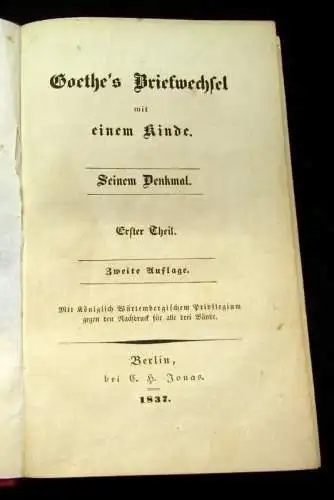 Goethe's Briefwechsel
mit
einem Kinde.
Seinem Denkmal.
Erster Theil.
Zweite Auflage.
Mit Königlich Würtembergischem Privilegium
gegen den Nachdruck für alle drei Bände.
Berlin,
bei C. H. Jonas.
1837.